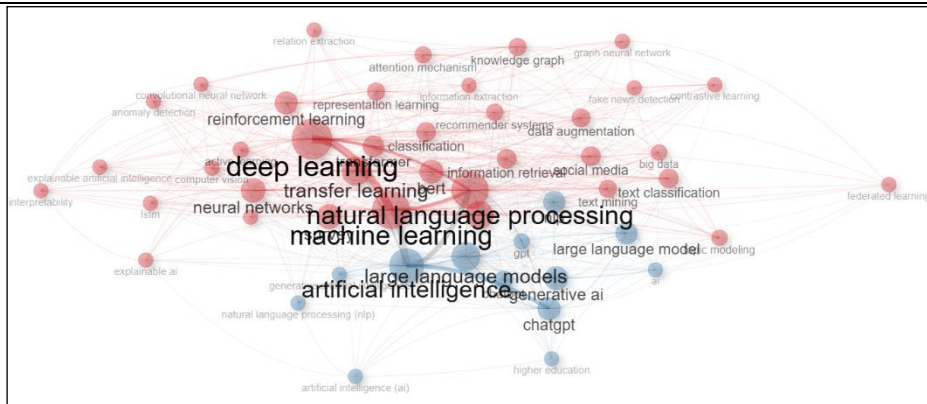 relation extraction
graph neural network
knowledge graph
attention mechanism
convolutional neural network
information extraction
contrastive learning
fake news detection
anomaly detection
representation learning
reinforcement learning
recommender systems
data augmentation
classification
active learning
transformer
deep learning
information retrieval
social media
big data
explainable artificial intelligence
computer vision
transfer learning
bert
text classification
interpretability
text mining
federated learning
lstm
neural networks
natural language processing
survey
machine learning
gpt
large language model
topic modeling
explainable ai
large language models
ai
artificial intelligence
generative ai
natural language processing (nlp)
chatgpt
higher education
artificial intelligence (ai)